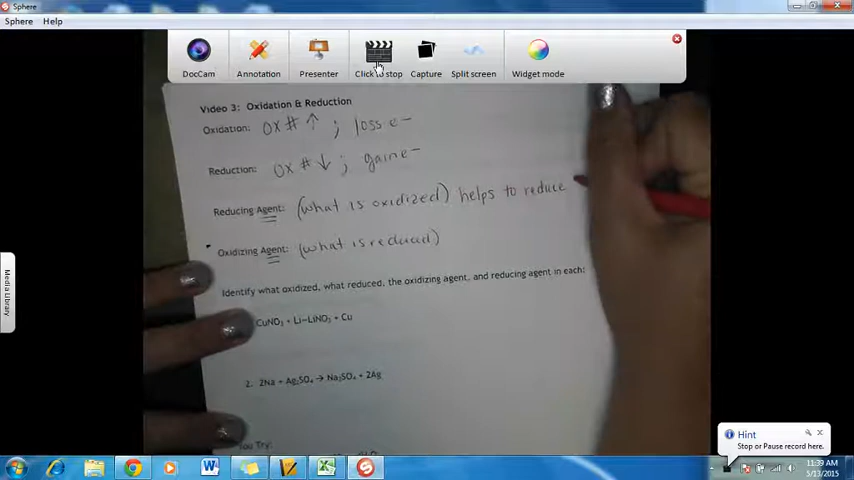 Sphere
Sphere Help
DocCam Annotation Presenter Click to stop Capture Split screen Widget mode
Video 3: Oxidation & Reduction
Oxidation: OX # ↑ ; loss e-
Reduction: OX # ↓ ; gain e-
Reducing Agent: (what is oxidized) helps to reduce
Oxidizing Agent: (what is reduced)
Identify what oxidized, what reduced, the oxidizing agent, and reducing agent in each:
CuNO3 + Li–LiNO3 + Cu
2. 2Na + Ag2SO4 → Na2SO4 + 2Ag
You Try:
Media Library
Hint
Stop or Pause record here.
11:39 AM
5/13/2015